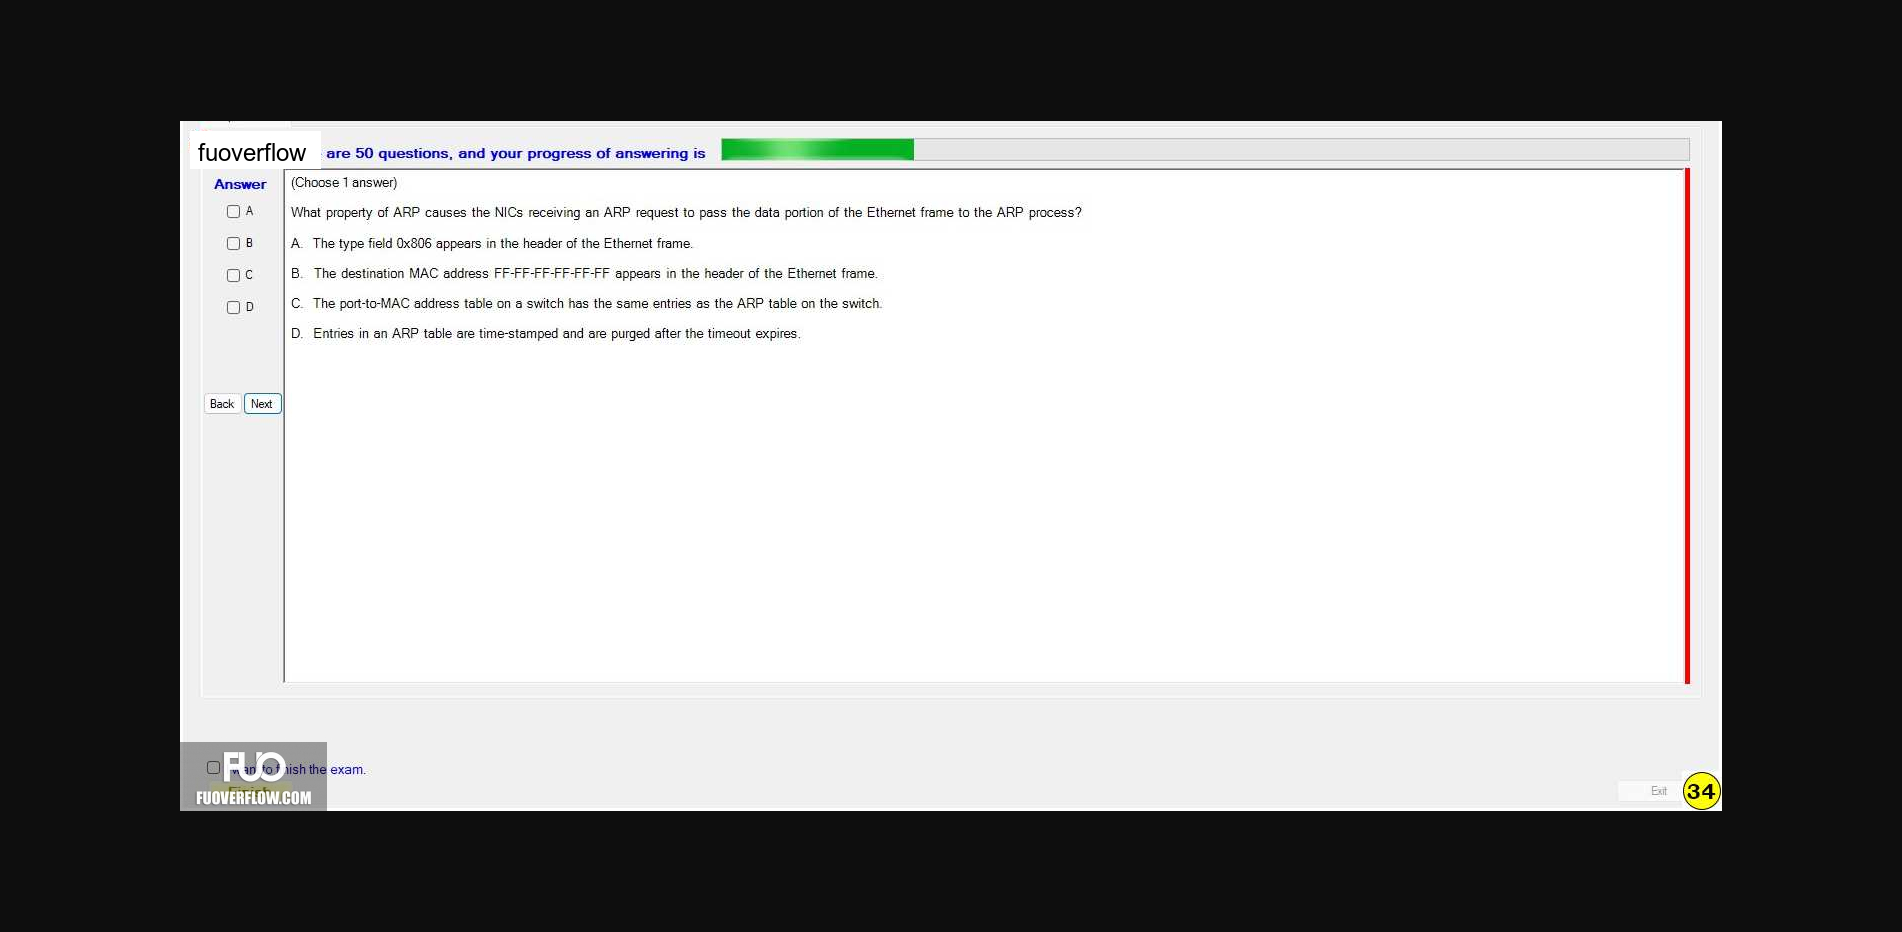 fuoverflow are 50 questions, and your progress of answering is
Answer
(Choose 1 answer)
A
What property of ARP causes the NICs receiving an ARP request to pass the data portion of the Ethernet frame to the ARP process?
B
A. The type field 0x806 appears in the header of the Ethernet frame.
C
B. The destination MAC address FF-FF-FF-FF-FF-FF appears in the header of the Ethernet frame.
D
C. The port-to-MAC address table on a switch has the same entries as the ARP table on the switch.
D. Entries in an ARP table are time-stamped and are purged after the timeout expires.
Back Next
FUO
to finish the exam.
Finish
FUOVERFLOW.COM
Exit
34